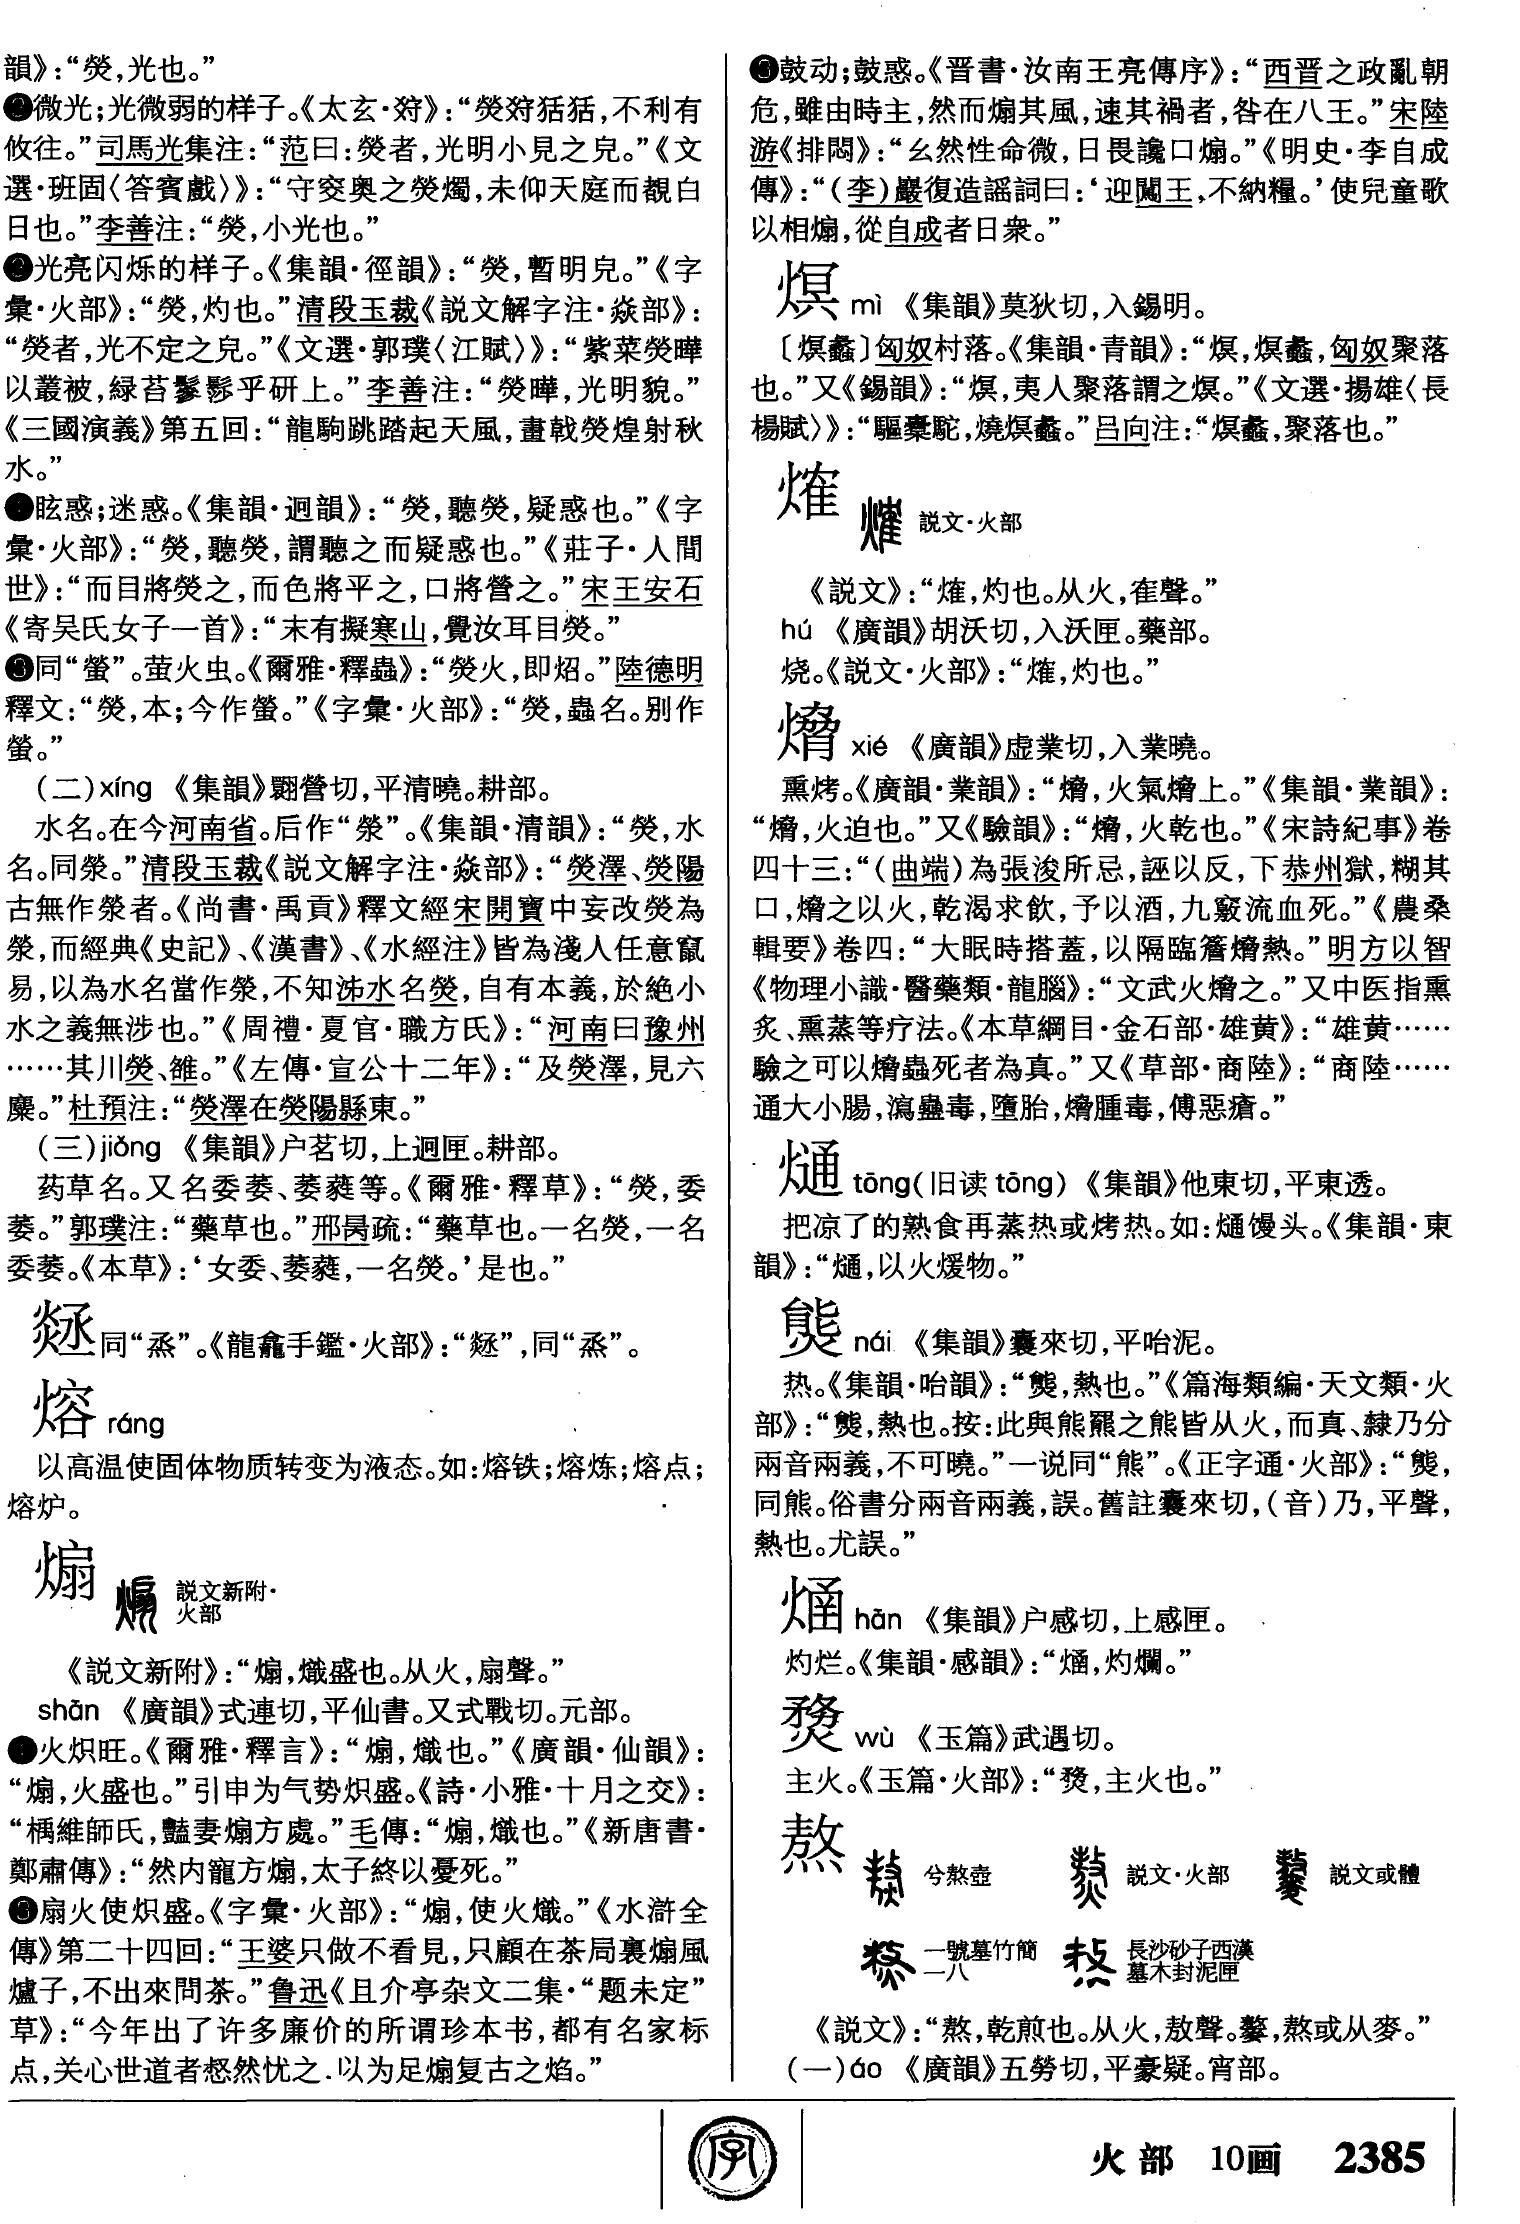 韻》：“熒，光也。”
❷微光；光微弱的样子。《太玄·䦯》：“熒䦯狧狧，不利有
攸往。”司馬光集注：“范曰：熒者，光明小見之皃。”《文
選·班固〈答賓戲〉》：“守窔奥之熒燭，未仰天庭而覩白
日也。”李善注：“熒，小光也。”
光亮闪烁的样子。《集韻·徑韻》：“熒，暫明皃。”《字
彙·火部》：“熒，灼也。”清段玉裁《説文解字注·焱部》：
“熒者，光不定之皃。”《文選·郭璞〈江賦〉》：“紫菜熒曄
以叢被，緑苔鬖髿乎研上。”李善注：“熒曄，光明貌。”
《三國演義》第五回：“龍駒跳踏起天風，畫戟熒煌射秋
水。”
眩惑；迷惑。《集韻·迥韻》：“熒，聽熒，疑惑也。”《字
彙·火部》：“熒，聽熒，謂聽之而疑惑也。”《莊子·人間
世》：“而目將熒之，而色將平之，口將營之。”宋王安石
《寄吴氏女子一首》：“末有擬寒山，覺汝耳目熒。”
同“螢”。萤火虫。《爾雅·釋蟲》：“熒火，即炤。”陸德明
釋文：“熒，本；今作螢。”《字彙·火部》：“熒，蟲名。别作
螢。”
（二）xíng 《集韻》翾營切，平清曉。耕部。
水名。在今河南省。后作“滎”。《集韻·清韻》：“熒，水
名。同滎。”清段玉裁《説文解字注·焱部》：“熒澤、熒陽
古無作滎者。《尚書·禹貢》釋文經宋開寶中妄改熒為
滎，而經典《史記》、《漢書》、《水經注》皆為淺人任意竄
易，以為水名當作滎，不知泲水名熒，自有本義，於絶小
水之義無涉也。”《周禮·夏官·職方氏》：“河南曰豫州
……其川熒、雒。”《左傳·宣公十二年》：“及熒澤，見六
麋。”杜預注：“熒澤在熒陽縣東。”
（三）jiǒng 《集韻》户茗切，上迥匣。耕部。
药草名。又名委萎、萎蕤等。《爾雅·釋草》：“熒，委
萎。”郭璞注：“藥草也。”邢昺疏：“藥草也。一名熒，一名
委萎。《本草》：‘女委、萎蕤，一名熒。’是也。”
同“烝”。《龍龕手鑑·火部》：“，同“烝”。
熔 ráng
以高温使固体物质转变为液态。如：熔铁；熔炼；熔点；
熔炉。
煽
説文新附·
火部
《説文新附》：“煽，熾盛也。从火，扇聲。”
shān 《廣韻》式連切，平仙書。又式戰切。元部。
火炽旺。《爾雅·釋言》：“煽，熾也。”《廣韻·仙韻》：
“煽，火盛也。”引申为气势炽盛。《詩·小雅·十月之交》：
“楀維師氏，豔妻煽方處。”毛傳：“煽，熾也。”《新唐書·
鄭肅傳》：“然内寵方煽，太子終以憂死。”
扇火使炽盛。《字彙·火部》：“煽，使火熾。”《水滸全
傳》第二十四回：“王婆只做不看見，只顧在茶局裏煽風
爐子，不出來問茶。”鲁迅《且介亭杂文二集·“题未定”
草》：“今年出了许多廉价的所谓珍本书，都有名家标
点，关心世道者惄然忧之.以为足煽复古之焰。”
❸鼓动；鼓惑。《晋書·汝南王亮傳序》：“西晋之政亂朝
危，雖由時主，然而煽其風，速其禍者，咎在八王。”宋陸
游《排悶》：“幺然性命微，日畏讒口煽。”《明史·李自成
傳》：“（李）巖復造謡詞曰：‘迎闖王，不納糧。’使兒童歌
以相煽，從自成者日衆。”
熐 mì 《集韻》莫狄切，入錫明。
〔熐蠡〕匈奴村落。《集韻·青韻》：“熐，熐蠡，匈奴聚落
也。”又《錫韻》：“熐，夷人聚落謂之熐。”《文選·揚雄〈長
楊賦〉》：“驅橐駝，燒熐蠡。”吕向注：“熐蠡，聚落也。”
㷶
説文·火部
《説文》：“㷶，灼也。从火，隺聲。”
hú 《廣韻》胡沃切，入沃匣。藥部。
烧。《説文·火部》：“㷶，灼也。”
熁 xié 《廣韻》虚業切，入業曉。
熏烤。《廣韻·業韻》：“熁，火氣熁上。”《集韻·業韻》：
“熁，火迫也。”又《驗韻》：“熁，火乾也。”《宋詩紀事》卷
四十三：“（曲端）為張浚所忌，誣以反，下恭州獄，糊其
口，熁之以火，乾渴求飲，予以酒，九竅流血死。”《農桑
輯要》卷四：“大眠時搭蓋，以隔臨簷熁熱。”明方以智
《物理小識·醫藥類·龍腦》：“文武火熁之。”又中医指熏
炙、熏蒸等疗法。《本草綱目·金石部·雄黄》：“雄黄……
驗之可以熁蟲死者為真。”又《草部·商陸》：“商陸……
通大小腸，瀉蠱毒，墮胎，熁腫毒，傅惡瘡。”
熥 tōng（旧读tōng） 《集韻》他東切，平東透。
把凉了的熟食再蒸热或烤热。如：熥馒头。《集韻·東
韻》：“熥，以火煖物。”
㷱 nái 《集韻》囊來切，平咍泥。
热。《集韻·咍韻》：“㷱，熱也。”《篇海類編·天文類·火
部》：“㷱，熱也。按：此與熊羆之熊皆从火，而真、隸乃分
兩音兩義，不可曉。”一说同“熊”。《正字通·火部》：“㷱，
同熊。俗書分兩音兩義，誤。舊註囊來切，（音）乃，平聲，
熱也。尤誤。”
hān 《集韻》户感切，上感匣。
灼烂。《集韻·感韻》：“，灼爛。”
wù 《玉篇》武遇切。
主火。《玉篇·火部》：“，主火也。”
熬
兮熬壺 説文·火部 説文或體
一號墓竹簡 長沙砂子西漢
一八 墓木封泥匣
《説文》：“熬，乾煎也。从火，敖聲。䵅，熬或从麥。”
（一）áo 《廣韻》五勞切，平豪疑。宵部。
字
火部 10画 2385